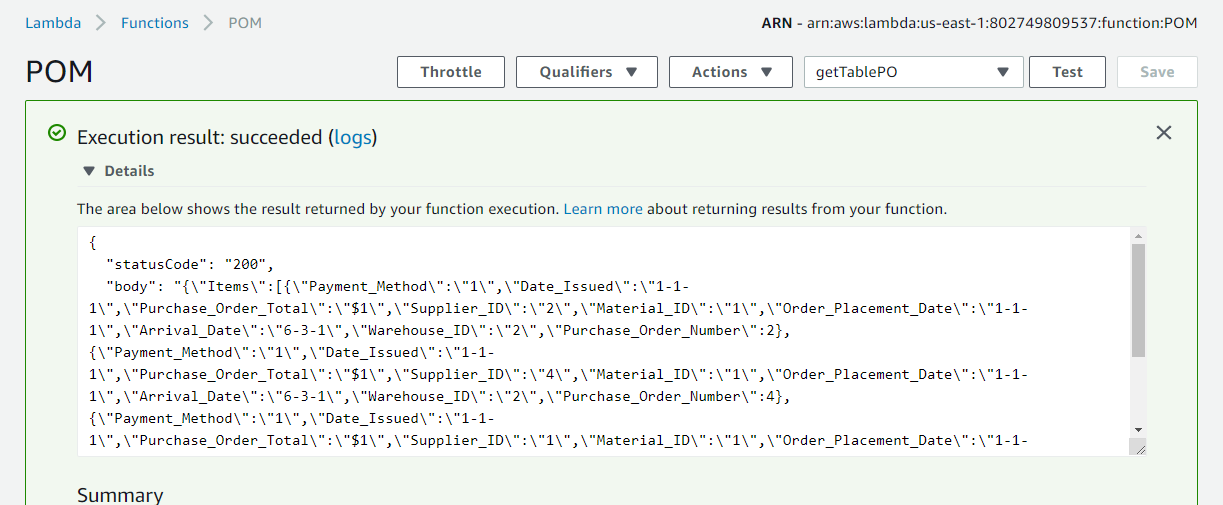 Lambda > Functions > POM
ARN - arn:aws:lambda:us-east-1:802749809537:function:POM
POM
Throttle
Qualifiers
Actions
getTablePO
Test
Save
Execution result: succeeded (logs)
Details
The area below shows the result returned by your function execution. Learn more about returning results from your function.
{
"statusCode": "200",
"body": "{\"Items\":[{\"Payment_Method\":\"1\",\"Date_Issued\":\"1-1-
1\",\"Purchase_Order_Total\":\"$1\",\"Supplier_ID\":\"2\",\"Material_ID\":\"1\",\"Order_Placement_Date\":\"1-1-
1\",\"Arrival_Date\":\"6-3-1\",\"Warehouse_ID\":\"2\",\"Purchase_Order_Number\":2},
{\"Payment_Method\":\"1\",\"Date_Issued\":\"1-1-
1\",\"Purchase_Order_Total\":\"$1\",\"Supplier_ID\":\"4\",\"Material_ID\":\"1\",\"Order_Placement_Date\":\"1-1-
1\",\"Arrival_Date\":\"6-3-1\",\"Warehouse_ID\":\"2\",\"Purchase_Order_Number\":4},
{\"Payment_Method\":\"1\",\"Date_Issued\":\"1-1-
1\",\"Purchase_Order_Total\":\"$1\",\"Supplier_ID\":\"1\",\"Material_ID\":\"1\",\"Order_Placement_Date\":\"1-1-
Summary